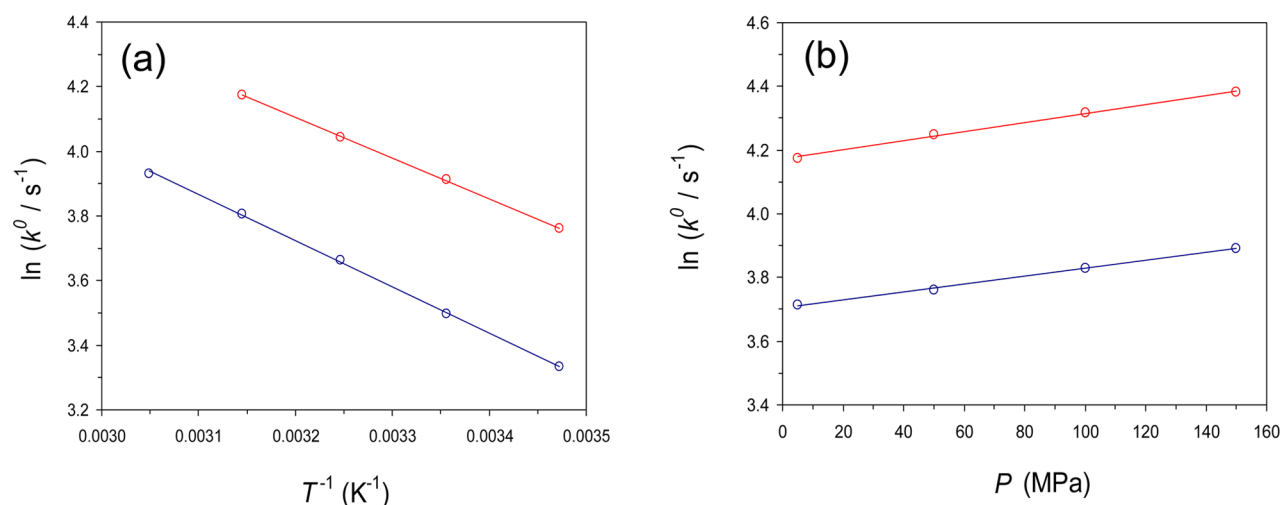 (a)
4.4
4.2
4.0
3.8
3.6
3.4
3.2
ln (k⁰ / s⁻¹)
0.0030 0.0031 0.0032 0.0033 0.0034 0.0035
T⁻¹ (K⁻¹)
(b)
4.6
4.4
4.2
4.0
3.8
3.6
3.4
ln (k⁰ / s⁻¹)
0 20 40 60 80 100 120 140 160
P (MPa)